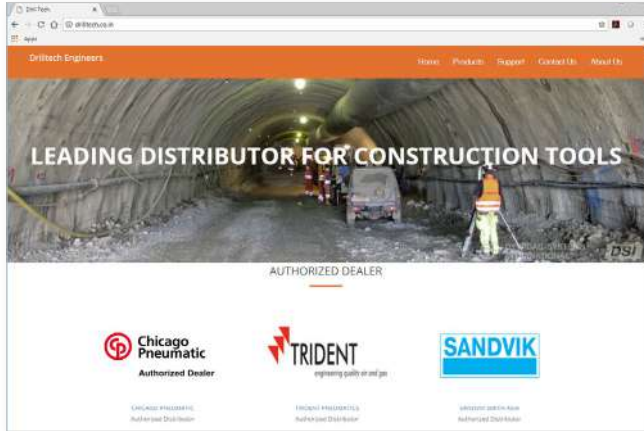 Drill Tech
drilltech.co.in
Apps
Drilltech Engineers
Home Products Support Contact Us About Us
LEADING DISTRIBUTOR FOR CONSTRUCTION TOOLS
DSI
AUTHORIZED DEALER
Chicago
Pneumatic
Authorized Dealer
TRIDENT
engineering quality air and gas
SANDVIK
CHICAGO PNEUMATIC
TRIDENT PNEUMATICS
SANDVIK
Authorized Distributor
Authorized Distributor
Authorized Distributor